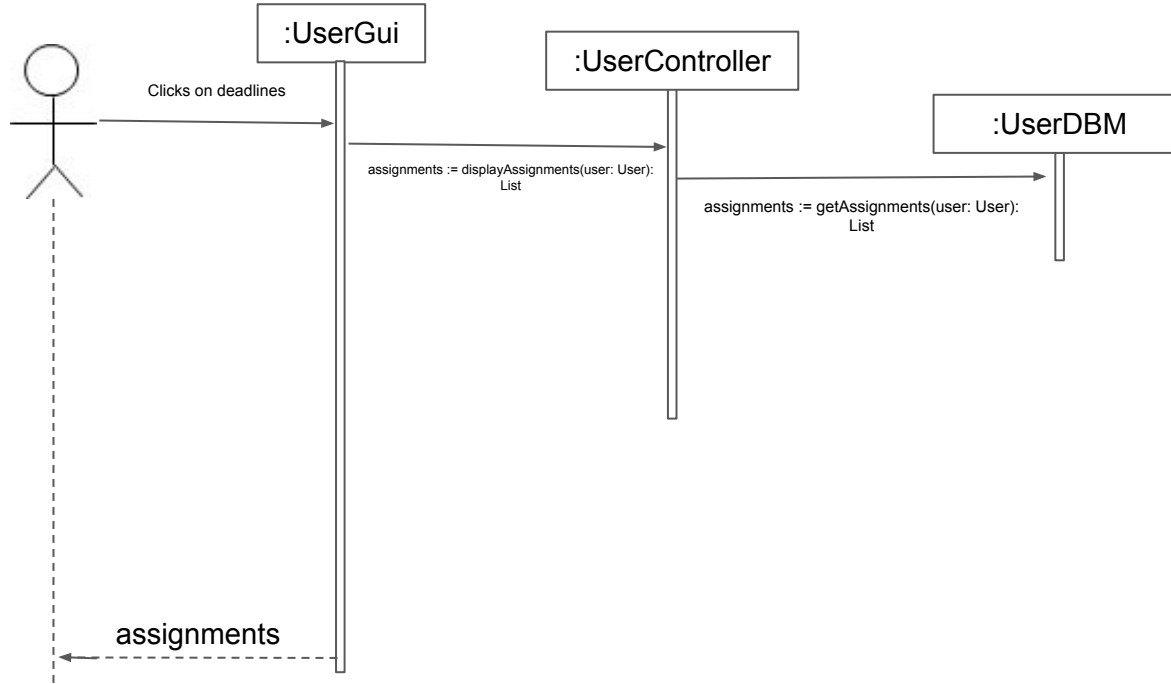 :UserGui
:UserController
Clicks on deadlines
:UserDBM
assignments := displayAssignments(user: User):
List
assignments := getAssignments(user: User):
List
assignments